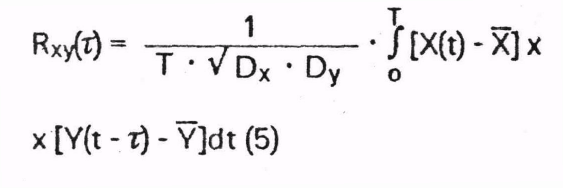 Rxy(τ) = 1 / (T · √Dx · Dy) · ∫₀ᵀ [X(t) - X̅] x
x [Y(t - τ) - Y̅]dt (5)